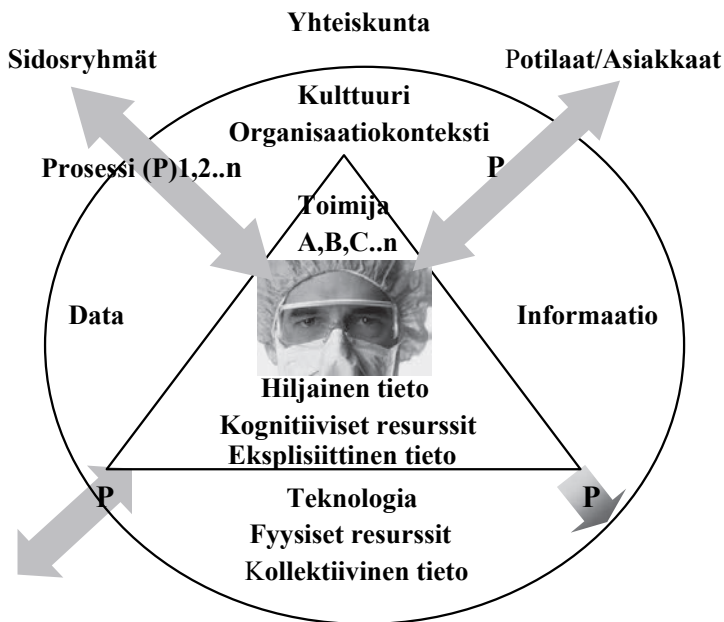 Yhteiskunta
Sidosryhmät
Potilaat/Asiakkaat
Kulttuuri
Organisaatiokonteksti
Prosessi (P)1,2..n
P
Toimija
A,B,C..n
Data
Informaatio
Hiljainen tieto
Kognitiiviset resurssit
Eksplisiittinen tieto
P
Teknologia
P
Fyysiset resurssit
Kollektiivinen tieto